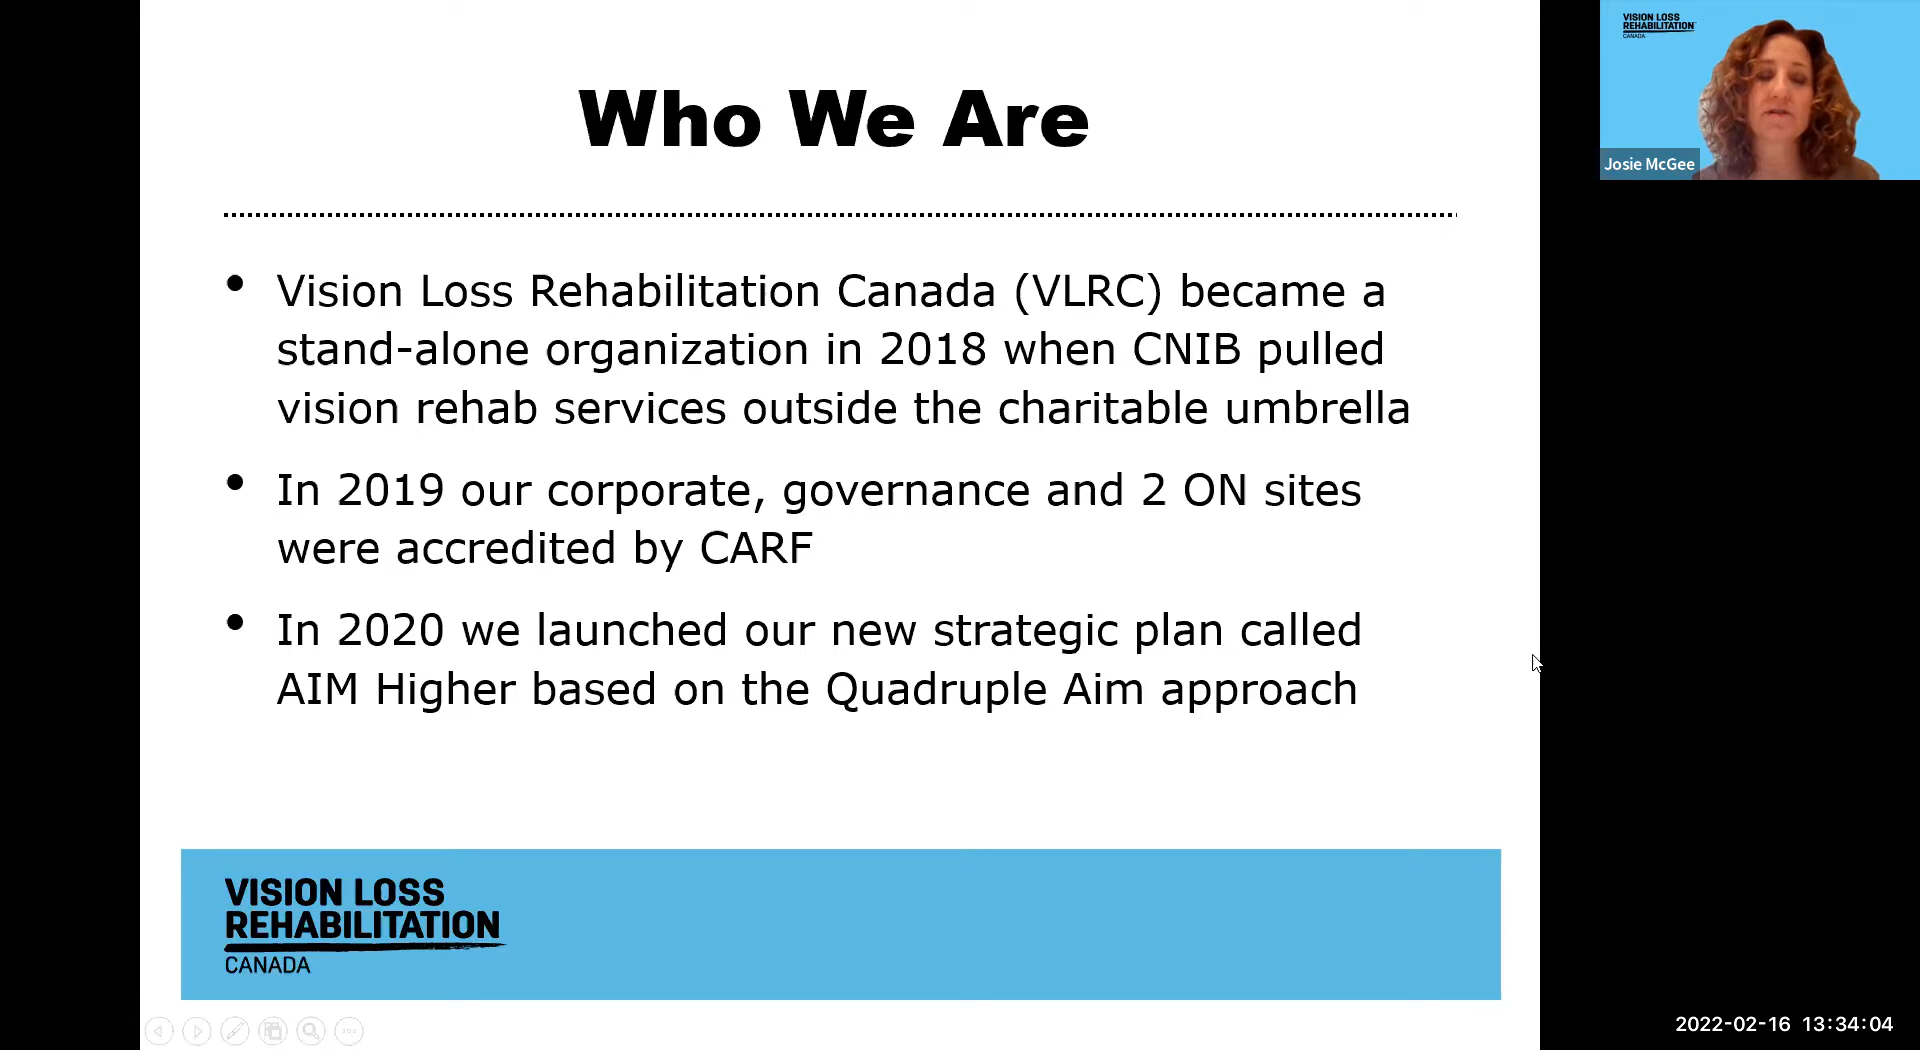 Who We Are
• Vision Loss Rehabilitation Canada (VLRC) became a
stand-alone organization in 2018 when CNIB pulled
vision rehab services outside the charitable umbrella
• In 2019 our corporate, governance and 2 ON sites
were accredited by CARF
• In 2020 we launched our new strategic plan called
AIM Higher based on the Quadruple Aim approach
VISION LOSS
REHABILITATION
CANADA
VISION LOSS
REHABILITATION
CANADA
Josie McGee
2022-02-16 13:34:04